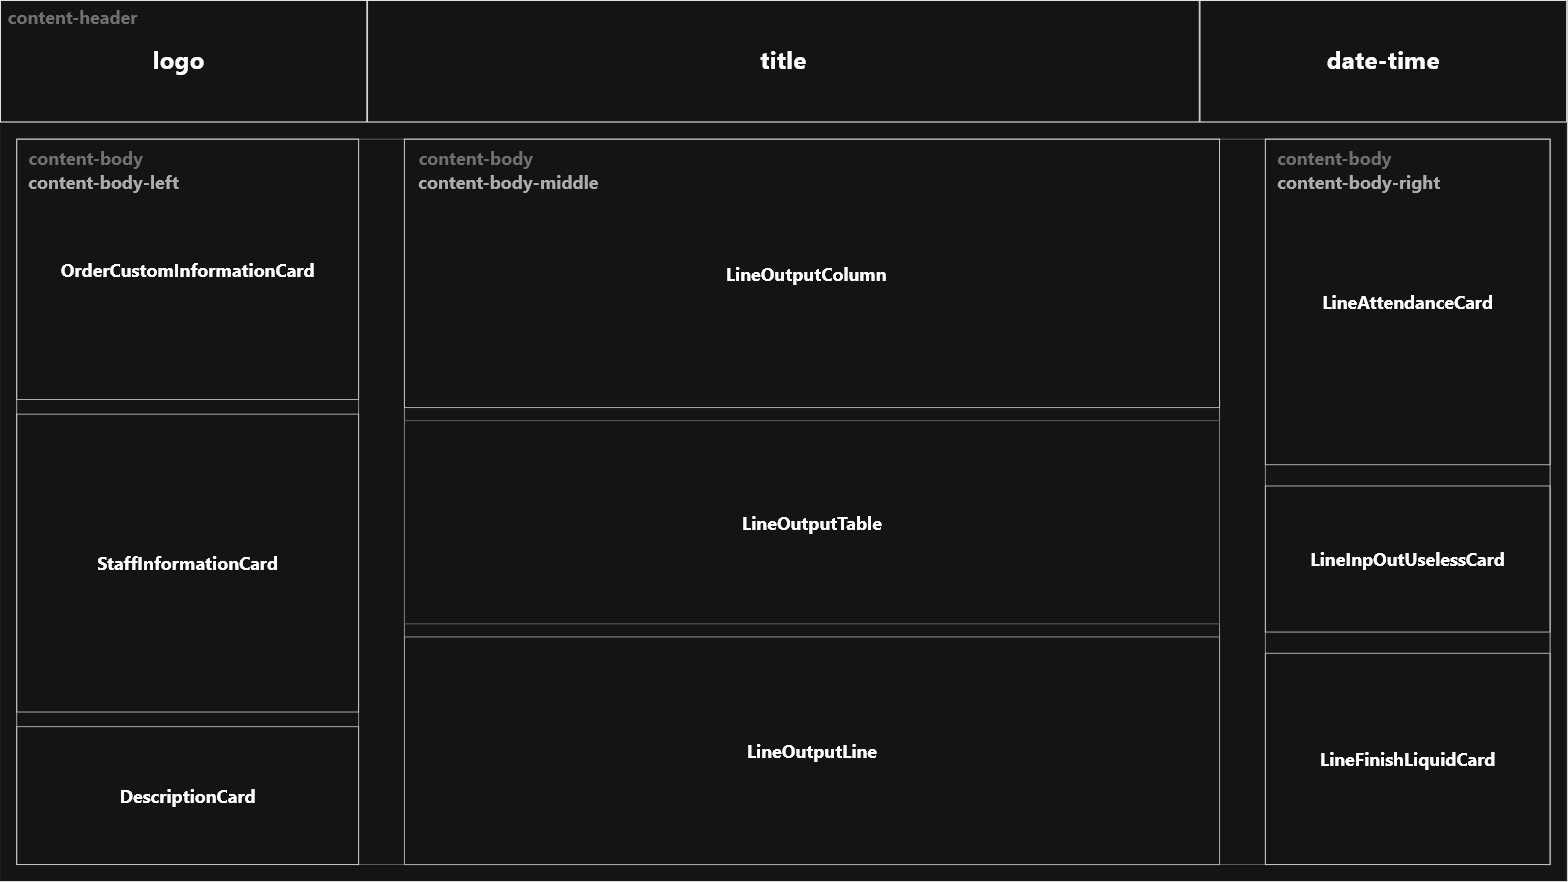 content-header
logo
title
date-time
content-body
content-body-left
OrderCustomInformationCard
StaffInformationCard
DescriptionCard
content-body
content-body-middle
LineOutputColumn
LineOutputTable
LineOutputLine
content-body
content-body-right
LineAttendanceCard
LineInpOutUselessCard
LineFinishLiquidCard